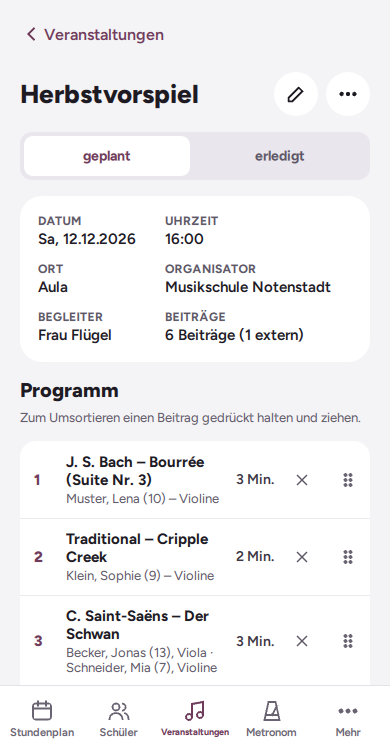 Veranstaltungen
Herbstvorspiel
geplant
erledigt
DATUM
Sa, 12.12.2026
UHRZEIT
16:00
ORT
Aula
ORGANISATOR
Musikschule Notenstadt
BEGLEITER
Frau Flügel
BEITRÄGE
6 Beiträge (1 extern)
Programm
Zum Umsortieren einen Beitrag gedrückt halten und ziehen.
1
J. S. Bach – Bourrée
(Suite Nr. 3)
Muster, Lena (10) – Violine
3 Min.
2
Traditional – Cripple
Creek
Klein, Sophie (9) – Violine
2 Min.
3
C. Saint-Saëns – Der
Schwan
Becker, Jonas (13), Viola ·
Schneider, Mia (7), Violine
3 Min.
Stundenplan
Schüler
Veranstaltungen
Metronom
Mehr